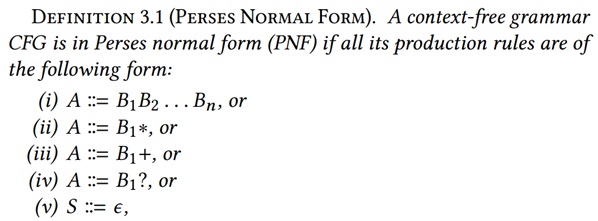 DEFINITION 3.1 (PERSES NORMAL FORM). A context-free grammar
CFG is in Perses normal form (PNF) if all its production rules are of
the following form:
(i) A ::= B₁B₂ . . . Bₙ, or
(ii) A ::= B₁*, or
(iii) A ::= B₁+, or
(iv) A ::= B₁?, or
(v) S ::= ϵ,